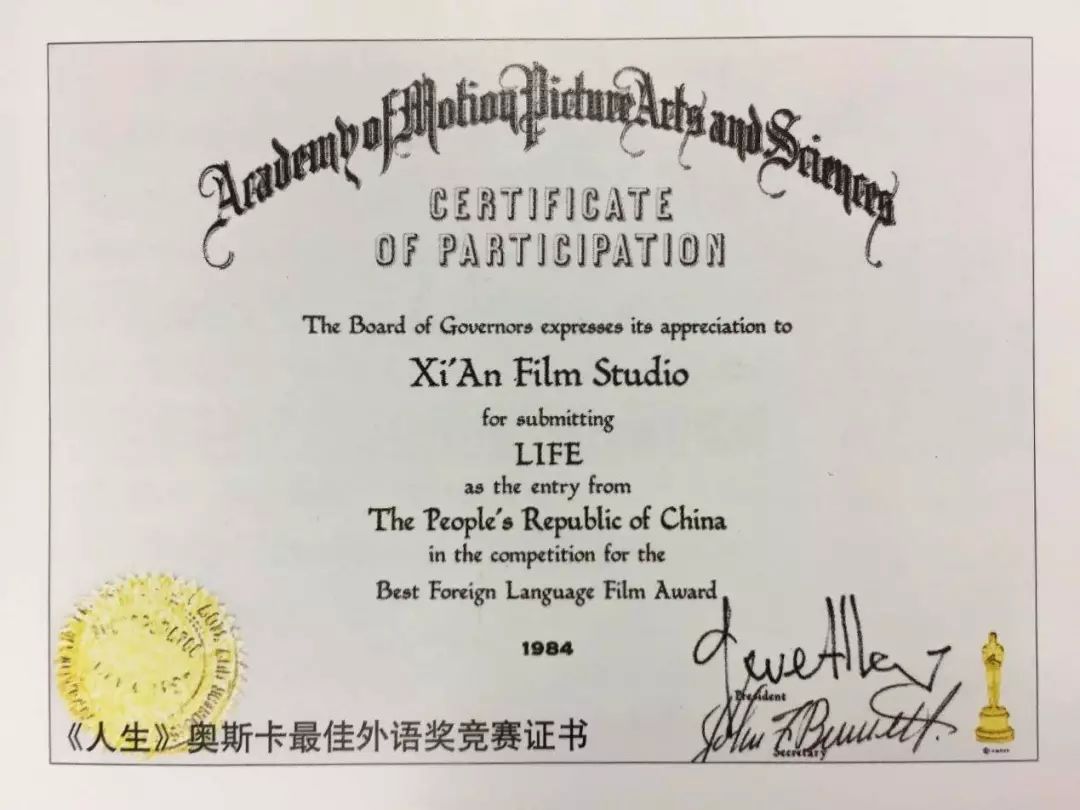 Academy of Motion Picture Arts and Sciences
CERTIFICATE
OF PARTICIPATION
The Board of Governors expresses its appreciation to
Xi'An Film Studio
for submitting
LIFE
as the entry from
The People's Republic of China
in the competition for the
Best Foreign Language Film Award
1984
President
John F. Bennett
Secretary
《人生》奥斯卡最佳外语奖竞赛证书